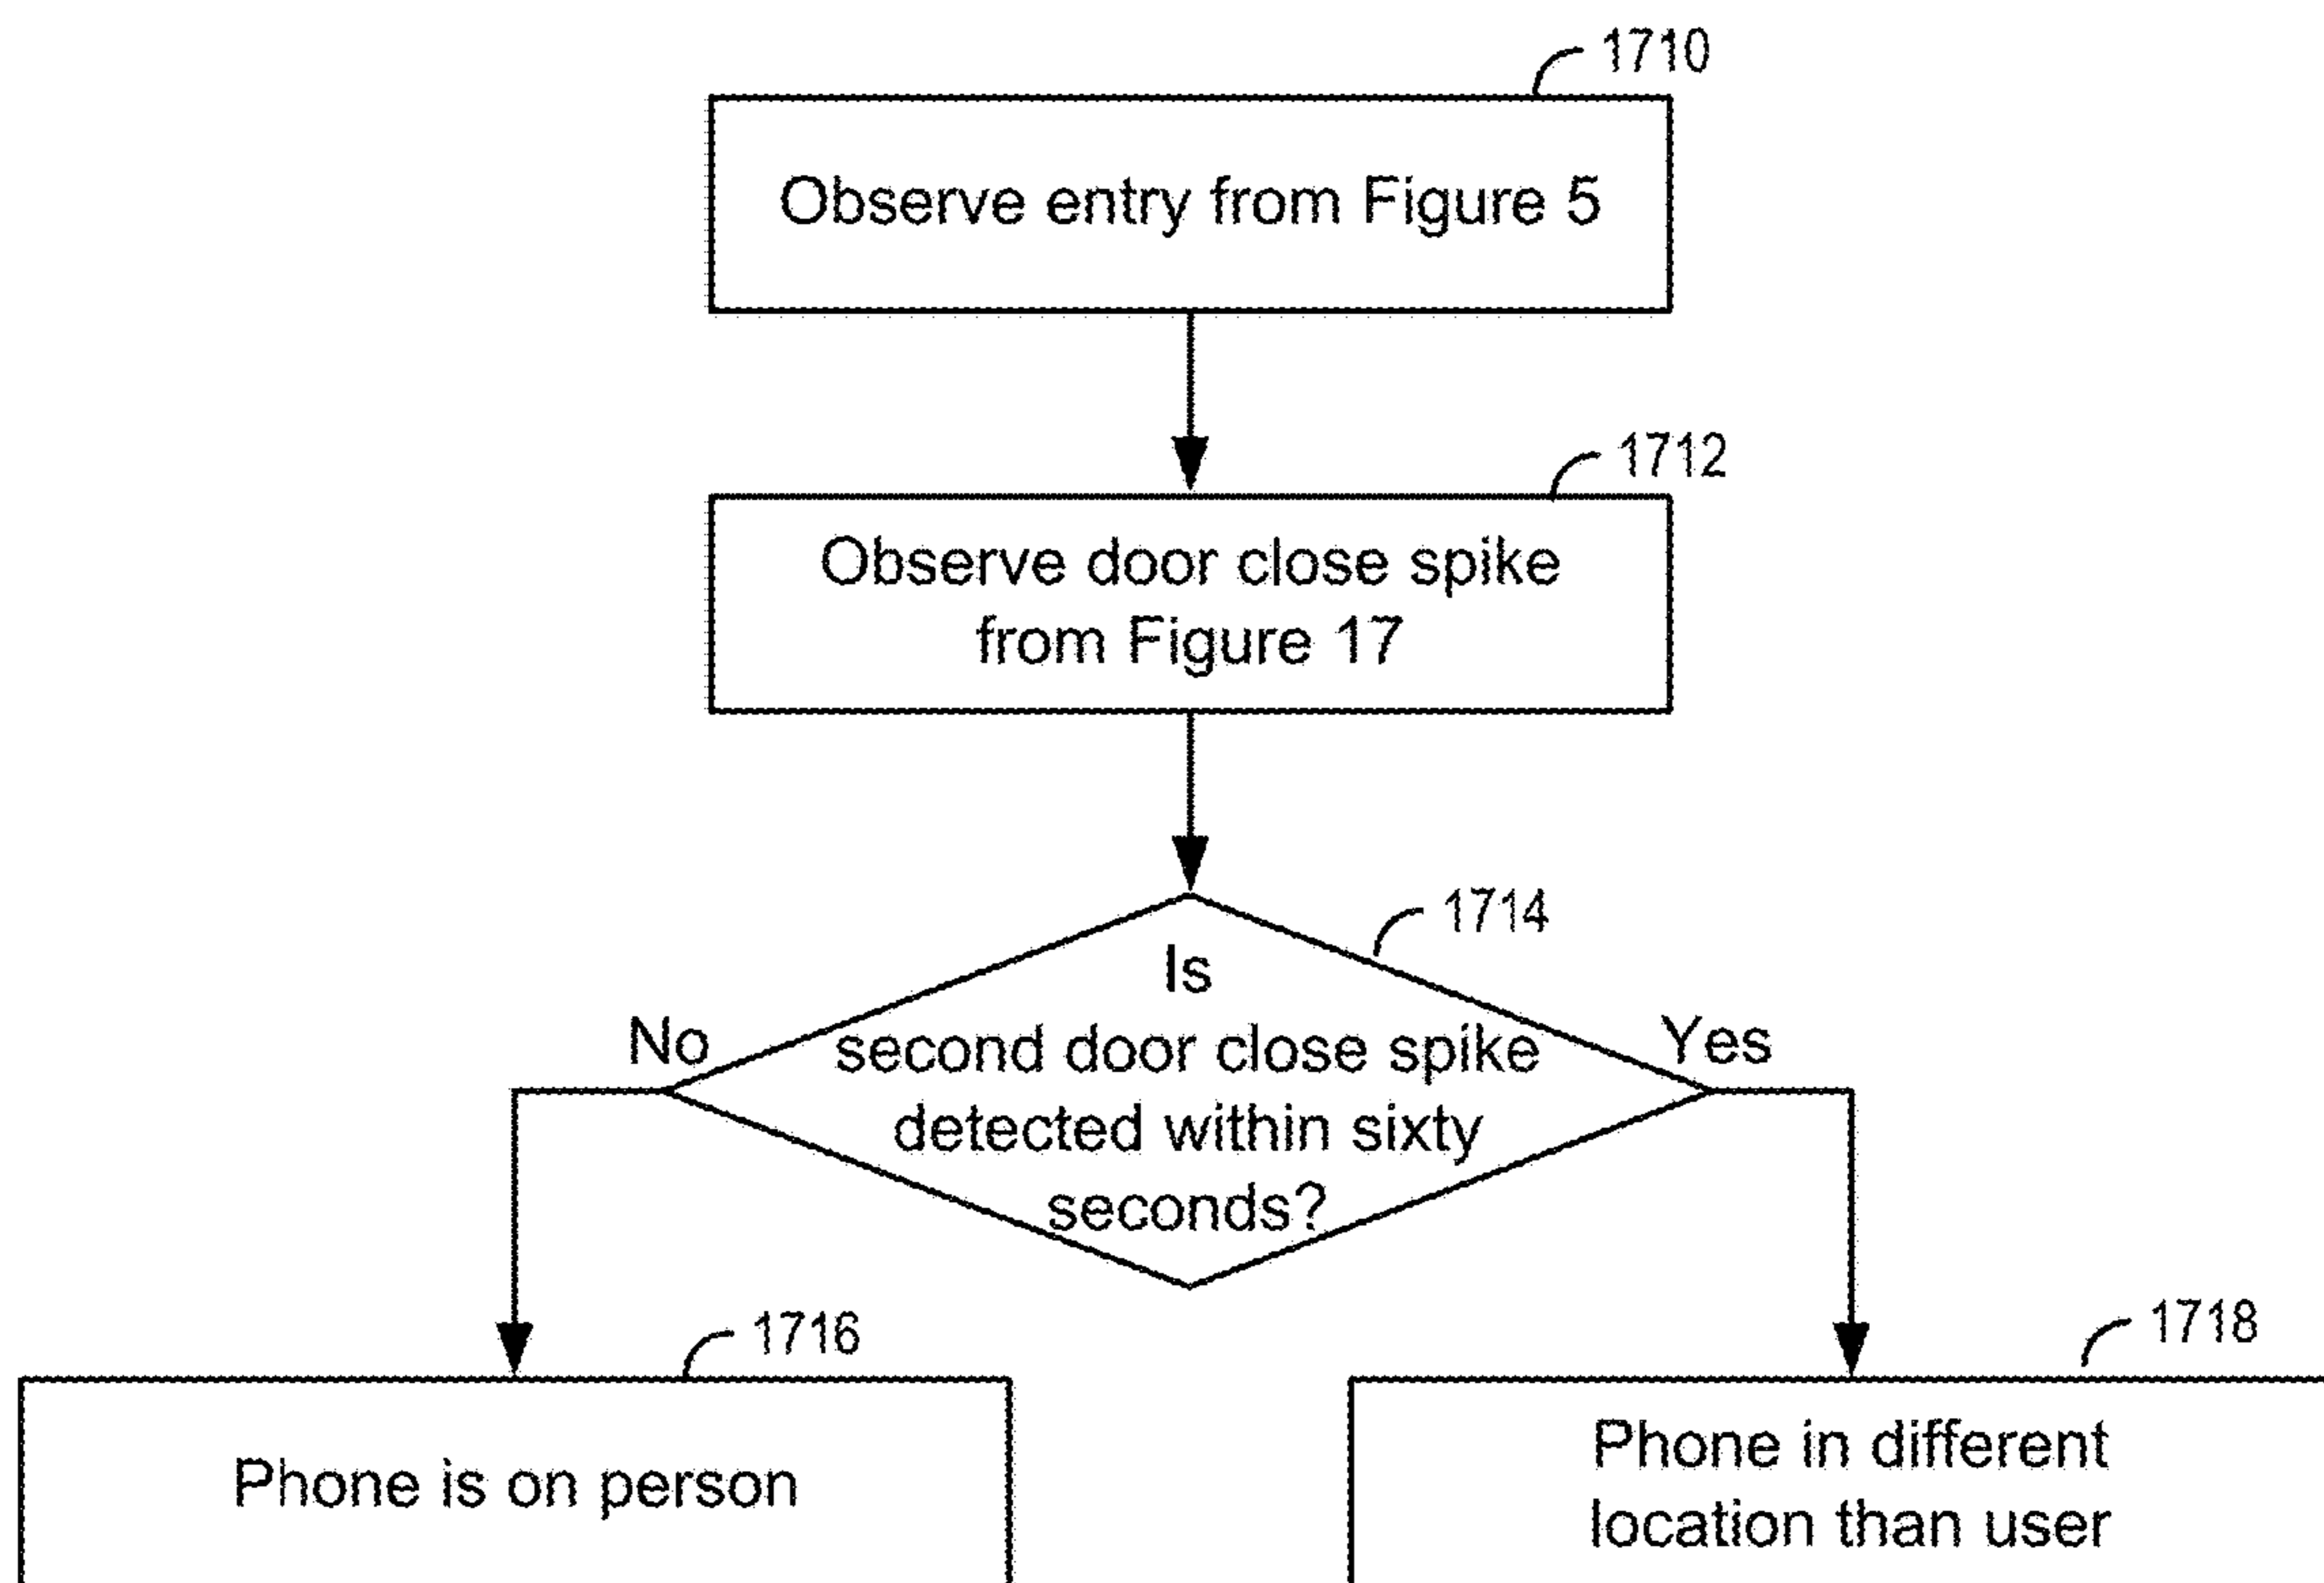 1710
Observe entry from Figure 5
1712
Observe door close spike
from Figure 17
1714
Is
second door close spike
detected within sixty
seconds?
No
Yes
1716
Phone is on person
1718
Phone in different
location than user